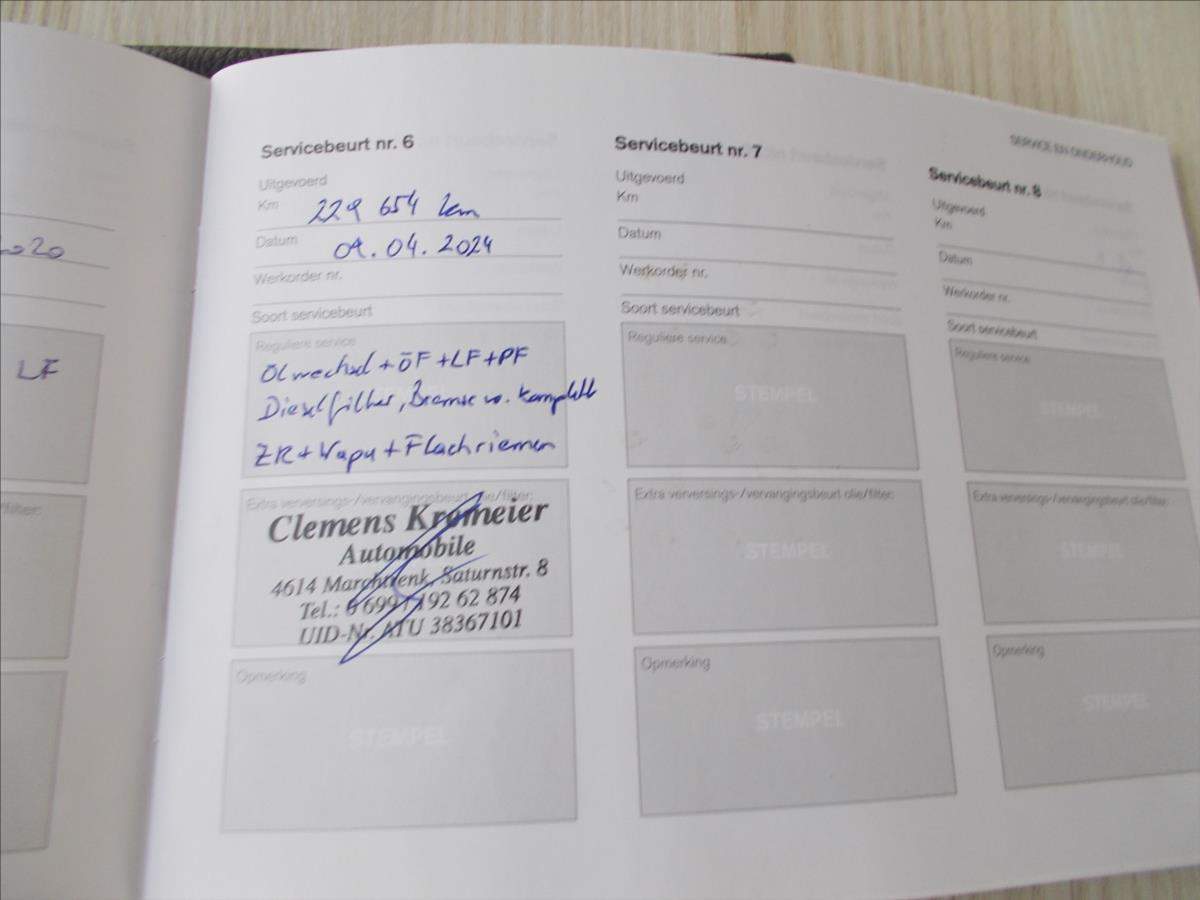 2020
LF
/filter:
SERVICE EN ONDERHOUD
Servicebeurt nr. 6
Uitgevoerd
Km 229 654 km
Datum 09.04.2024
Werkorder nr.
Soort servicebeurt
Reguliere service
Ölwechsel + ÖF + LF + PF
Dieselfilter, Bremse vo. komplett
ZR + Wapu + Flachriemen
Extra verversings-/vervangingsbeurt olie/filter:
Clemens Kromeier
Automobile
4614 Marchtrenk, Saturnstr. 8
Tel.: 0 699 / 192 62 874
UID-Nr. ATU 38367101
Opmerking
STEMPEL
Servicebeurt nr. 7
Uitgevoerd
Km
Datum
Werkorder nr.
Soort servicebeurt
Reguliere service
STEMPEL
Extra verversings-/vervangingsbeurt olie/filter:
STEMPEL
Opmerking
STEMPEL
Servicebeurt nr. 8
Uitgevoerd
Km
Datum
Werkorder nr.
Soort servicebeurt
Reguliere service
STEMPEL
Extra verversings-/vervangingsbeurt olie/filter:
STEMPEL
Opmerking
STEMPEL